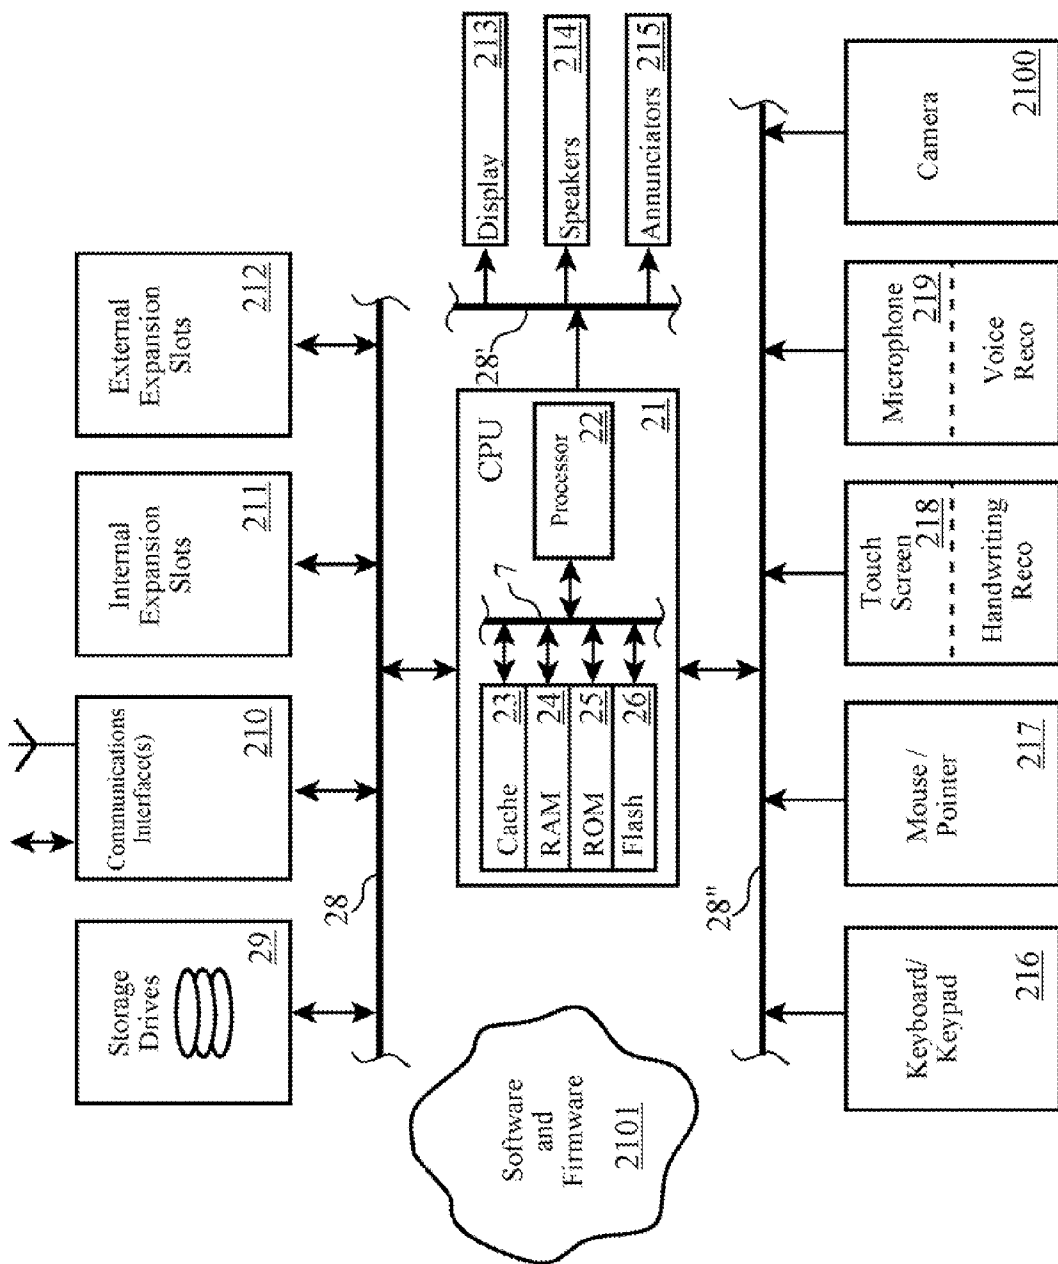 Storage
Drives
29
Communications
Interface(s)
210
Internal
Expansion
Slots
211
External
Expansion
Slots
212
28
Software
and
Firmware
2101
CPU
21
Cache 23
RAM 24
ROM 25
Flash 26
7
Processor
22
28'
Display 213
Speakers 214
Annunciators 215
28"
Keyboard/
Keypad
216
Mouse /
Pointer
217
Touch
Screen
218
Handwriting
Reco
Microphone
219
Voice
Reco
Camera
2100